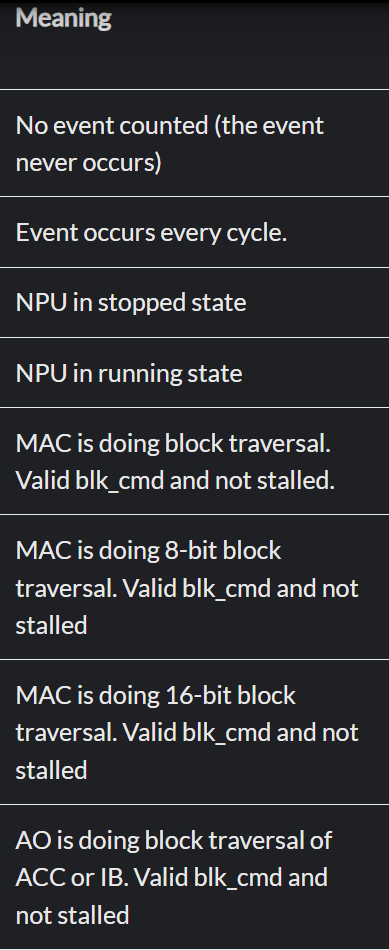 Meaning
No event counted (the event
never occurs)
Event occurs every cycle.
NPU in stopped state
NPU in running state
MAC is doing block traversal.
Valid blk_cmd and not stalled.
MAC is doing 8-bit block
traversal. Valid blk_cmd and not
stalled
MAC is doing 16-bit block
traversal. Valid blk_cmd and not
stalled
AO is doing block traversal of
ACC or IB. Valid blk_cmd and
not stalled